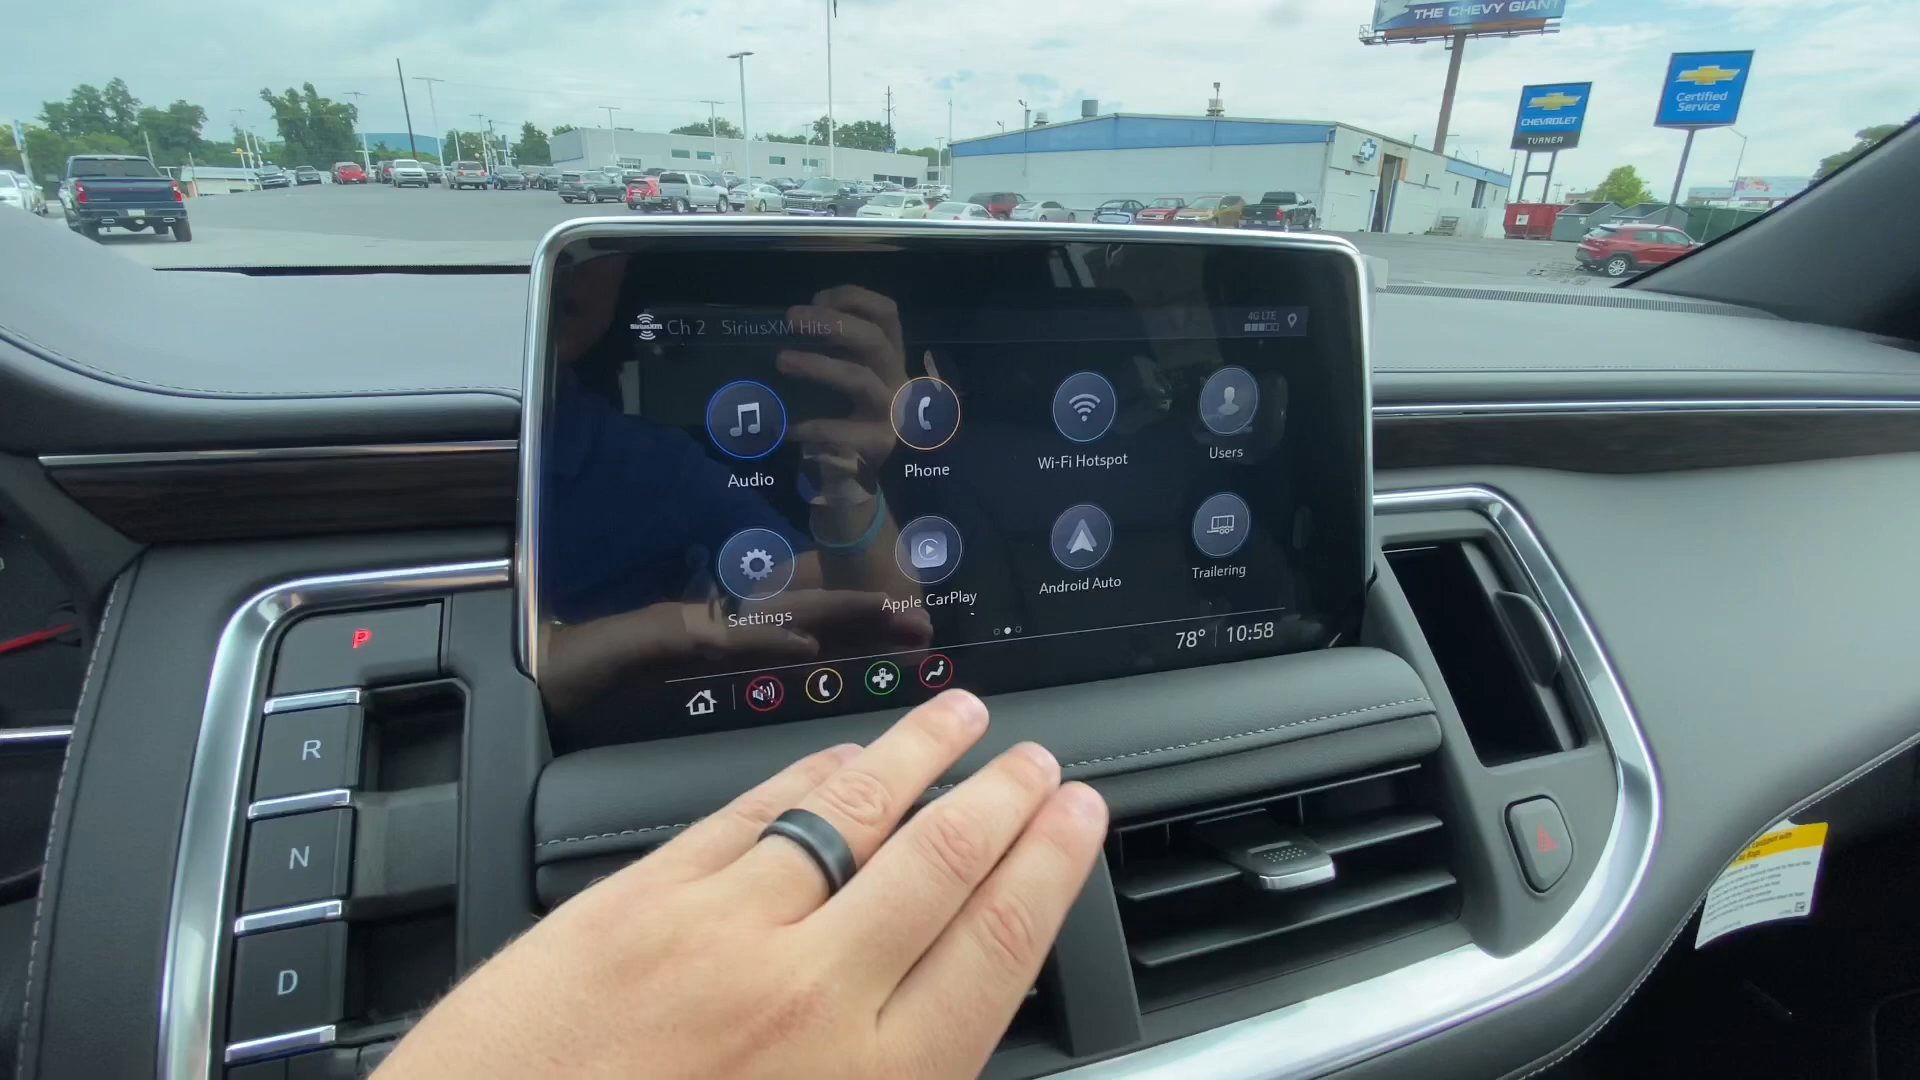 THE CHEVY GIANT
CHEVROLET
TURNER
Certified
Service
SiriusXM
Ch 2 SiriusXM Hits 1
4G LTE
Audio
Phone
Wi-Fi Hotspot
Users
Settings
Apple CarPlay
Android Auto
Trailering
78° 10:58
P
R
N
D